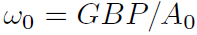 ω₀ = GBP/A₀